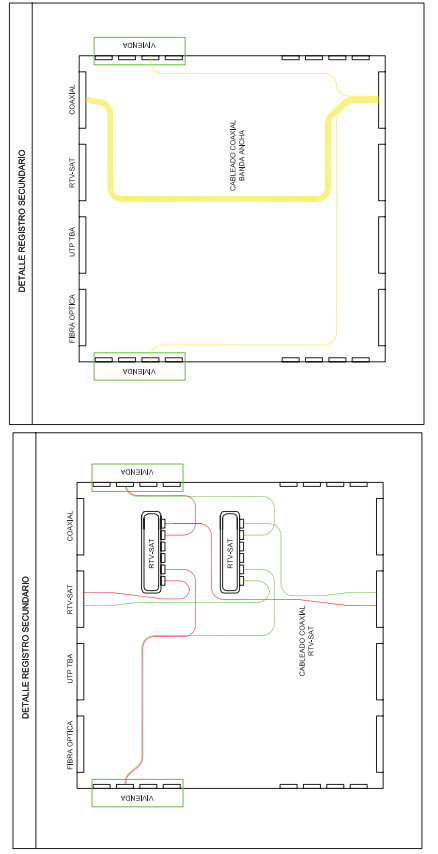 DETALLE REGISTRO SECUNDARIO
VIVIENDA
COAXIAL
RTV-SAT
UTP TBA
FIBRA OPTICA
CABLEADO COAXIAL
BANDA ANCHA
VIVIENDA
DETALLE REGISTRO SECUNDARIO
VIVIENDA
COAXIAL
RTV-SAT
UTP TBA
FIBRA OPTICA
RTV-SAT
RTV-SAT
CABLEADO COAXIAL
RTV-SAT
VIVIENDA